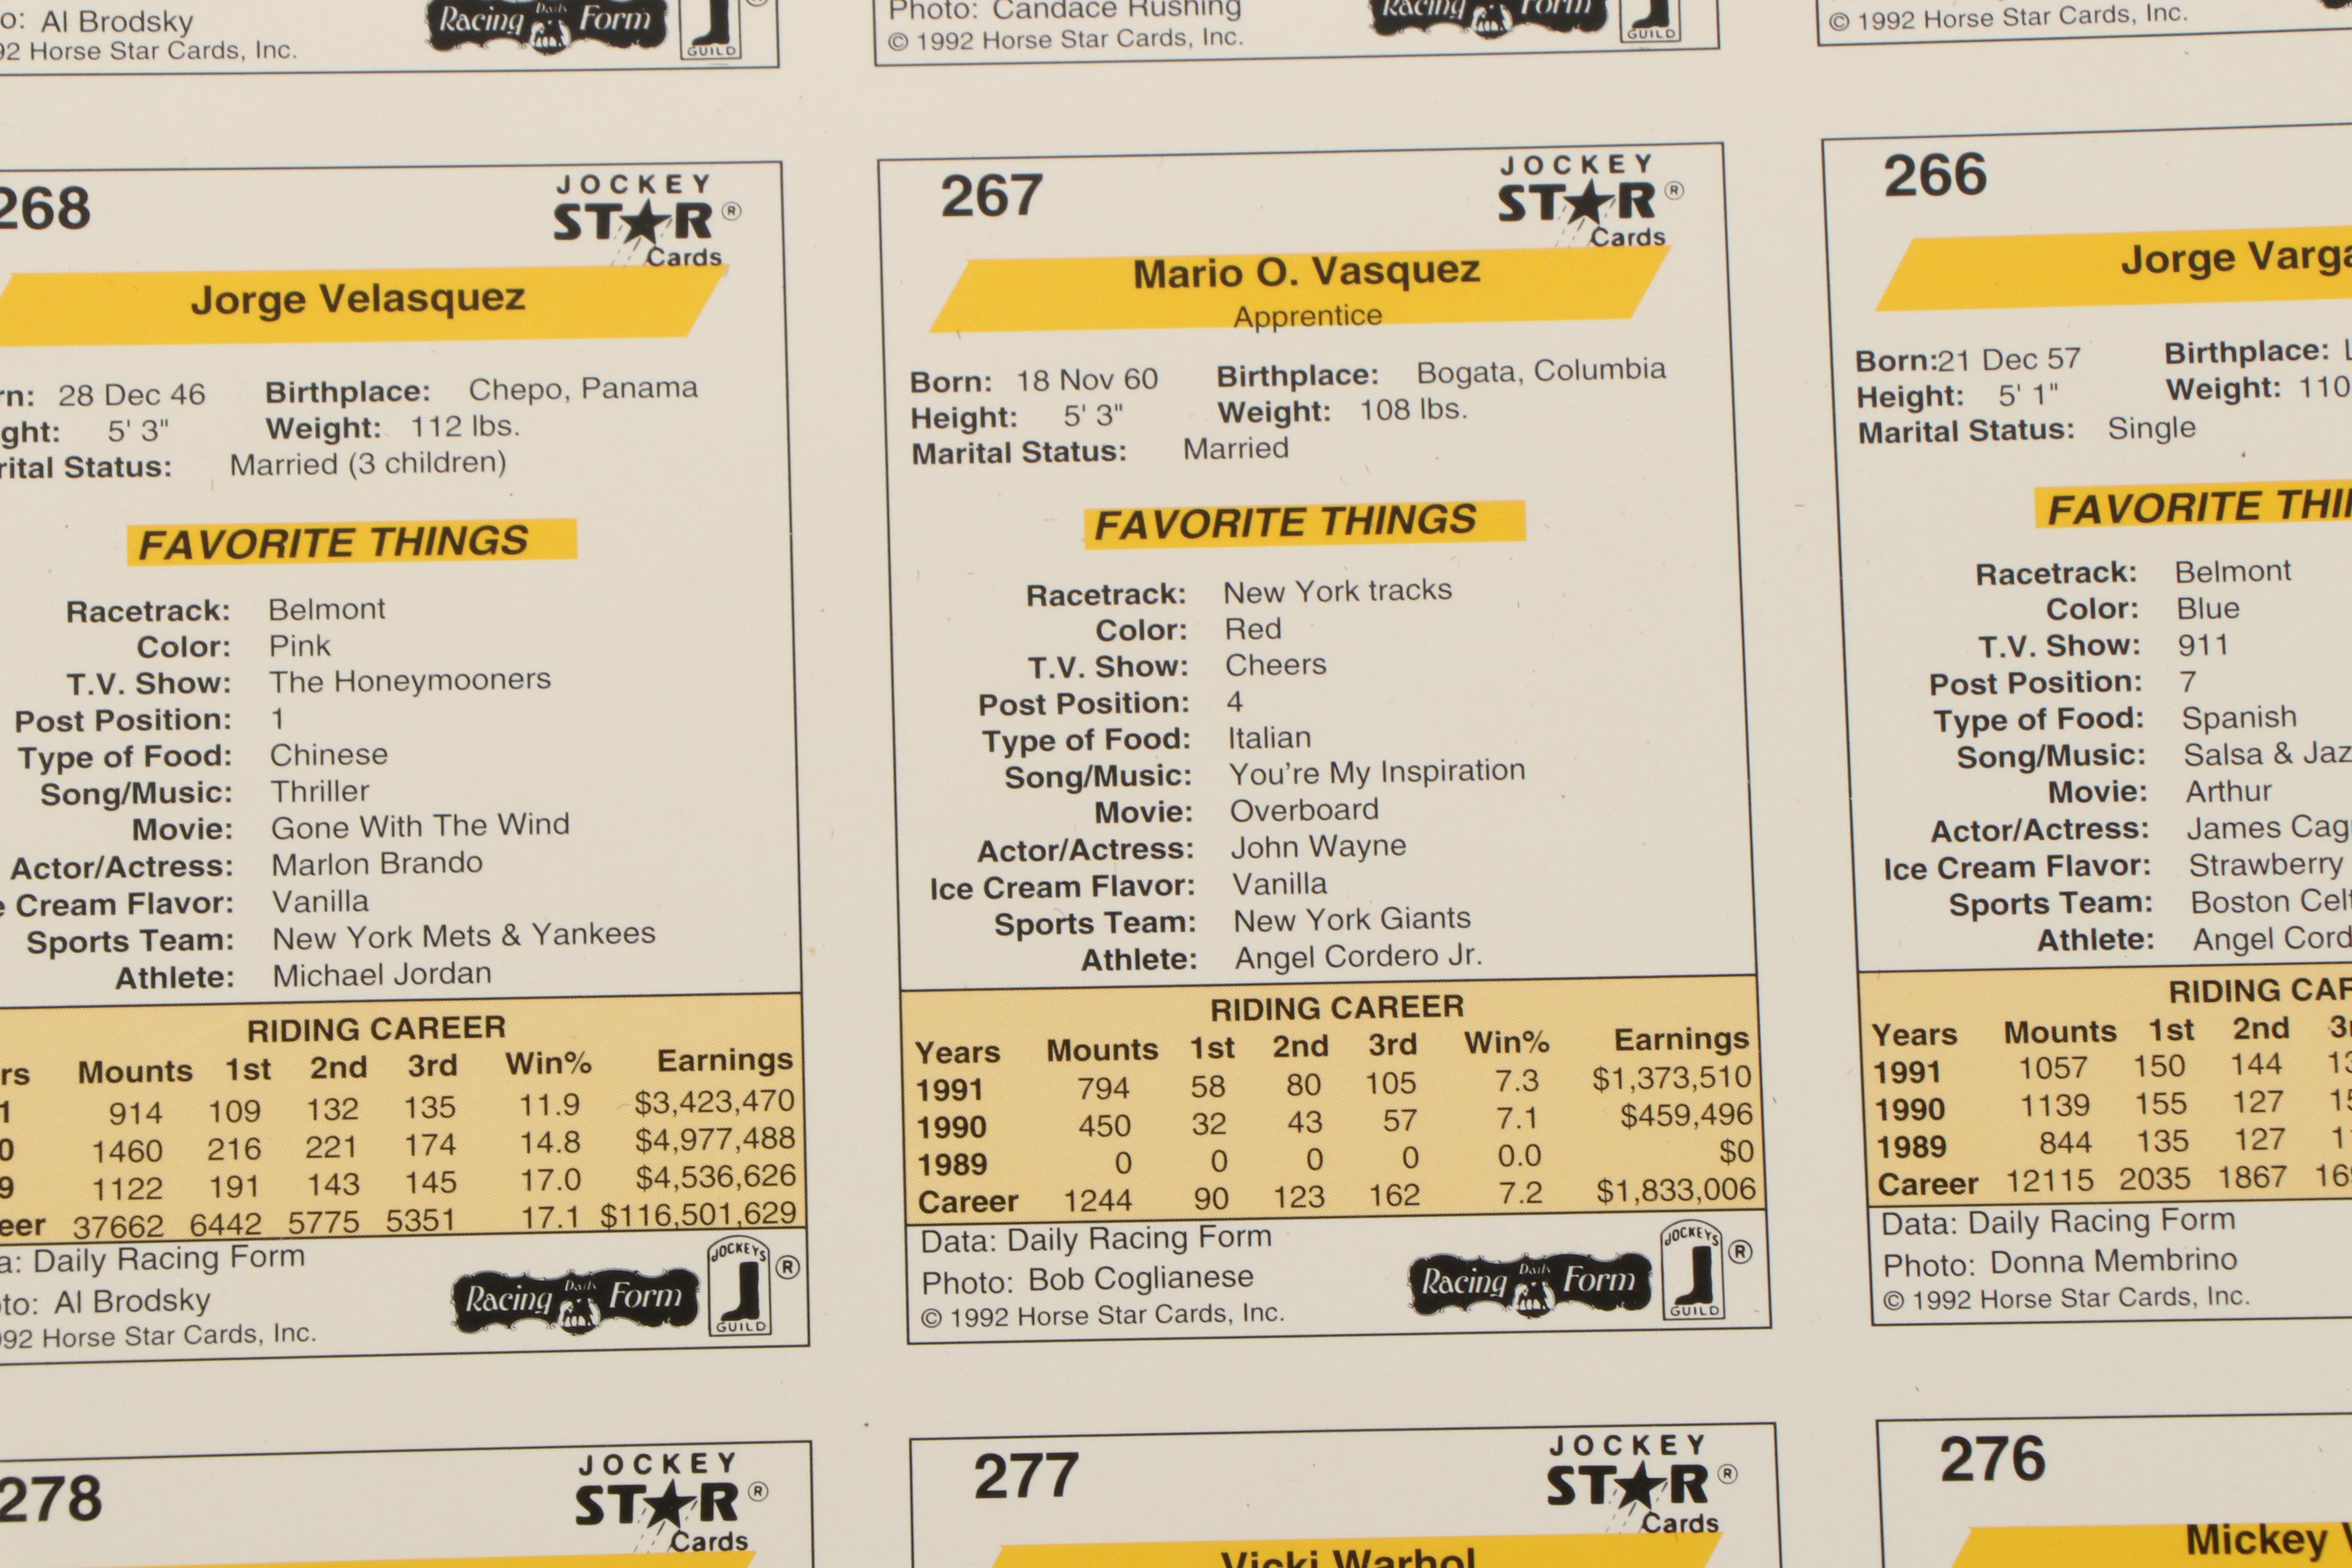 o: Al Brodsky
92 Horse Star Cards, Inc.
Racing Daily Form
GUILD
Photo: Candace Rushing
© 1992 Horse Star Cards, Inc.
Racing Form
GUILD
© 1992 Horse Star Cards, Inc.
268
JOCKEY
STAR ®
Cards
Jorge Velasquez
rn: 28 Dec 46 Birthplace: Chepo, Panama
ght: 5' 3" Weight: 112 lbs.
rital Status: Married (3 children)
FAVORITE THINGS
Racetrack: Belmont
Color: Pink
T.V. Show: The Honeymooners
Post Position: 1
Type of Food: Chinese
Song/Music: Thriller
Movie: Gone With The Wind
Actor/Actress: Marlon Brando
e Cream Flavor: Vanilla
Sports Team: New York Mets & Yankees
Athlete: Michael Jordan
RIDING CAREER
rs Mounts 1st 2nd 3rd Win% Earnings
1 914 109 132 135 11.9 $3,423,470
0 1460 216 221 174 14.8 $4,977,488
9 1122 191 143 145 17.0 $4,536,626
eer 37662 6442 5775 5351 17.1 $116,501,629
a: Daily Racing Form
oto: Al Brodsky
992 Horse Star Cards, Inc.
Racing Daily Form
JOCKEYS
GUILD
®
267
JOCKEY
STAR ®
Cards
Mario O. Vasquez
Apprentice
Born: 18 Nov 60 Birthplace: Bogata, Columbia
Height: 5' 3" Weight: 108 lbs.
Marital Status: Married
FAVORITE THINGS
Racetrack: New York tracks
Color: Red
T.V. Show: Cheers
Post Position: 4
Type of Food: Italian
Song/Music: You're My Inspiration
Movie: Overboard
Actor/Actress: John Wayne
Ice Cream Flavor: Vanilla
Sports Team: New York Giants
Athlete: Angel Cordero Jr.
RIDING CAREER
Years Mounts 1st 2nd 3rd Win% Earnings
1991 794 58 80 105 7.3 $1,373,510
1990 450 32 43 57 7.1 $459,496
1989 0 0 0 0 0.0 $0
Career 1244 90 123 162 7.2 $1,833,006
Data: Daily Racing Form
Photo: Bob Coglianese
© 1992 Horse Star Cards, Inc.
Racing Daily Form
JOCKEYS
GUILD
®
266
Jorge Varga
Born:21 Dec 57 Birthplace: L
Height: 5' 1" Weight: 110
Marital Status: Single
FAVORITE THIN
Racetrack: Belmont
Color: Blue
T.V. Show: 911
Post Position: 7
Type of Food: Spanish
Song/Music: Salsa & Jaz
Movie: Arthur
Actor/Actress: James Cag
Ice Cream Flavor: Strawberry
Sports Team: Boston Celt
Athlete: Angel Cord
RIDING CAR
Years Mounts 1st 2nd 3r
1991 1057 150 144 13
1990 1139 155 127 15
1989 844 135 127 11
Career 12115 2035 1867 16
Data: Daily Racing Form
Photo: Donna Membrino
© 1992 Horse Star Cards, Inc.
278
JOCKEY
STAR ®
Cards
277
JOCKEY
STAR ®
Cards
Vicki Warhol
276
Mickey